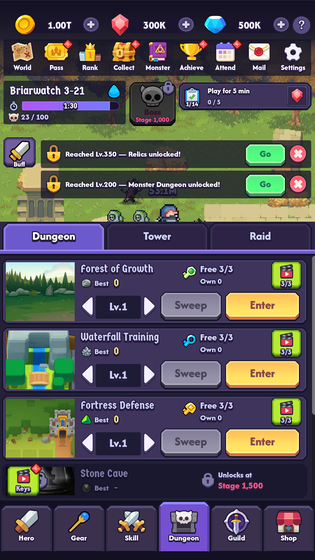 1.00T 300K 500K ?
World Pass Rank Collect Monster Achieve Attend Mail Settings
Briarwatch 3-21
1:30
23 / 100
Boss
Stage 1,000
1/14
Play for 5 min
0 / 5
Buff
Reached Lv.350 — Relics unlocked! Go
Reached Lv.200 — Monster Dungeon unlocked! Go
Dungeon Tower Raid
Forest of Growth
Best 0
Free 3/3
Own 0
3/3
Lv.1 Sweep Enter
Waterfall Training
Best 0
Free 3/3
Own 0
3/3
Lv.1 Sweep Enter
Fortress Defense
Best 0
Free 3/3
Own 0
3/3
Lv.1 Sweep Enter
Keys
Stone Cave
Best -
Unlocks at
Stage 1,500
Hero Gear Skill Dungeon Guild Shop